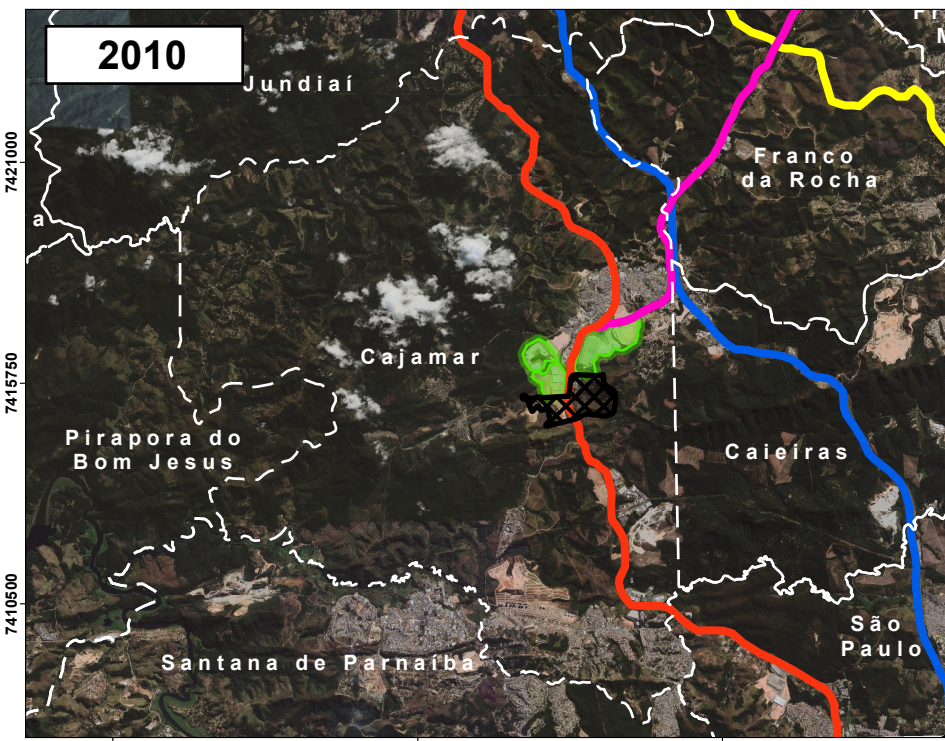 2010
Jundiaí
Franco
da Rocha
a
Cajamar
Pirapora do
Bom Jesus
Caieiras
São
Paulo
Santana de Parnaíba
7421000
7415750
7410500